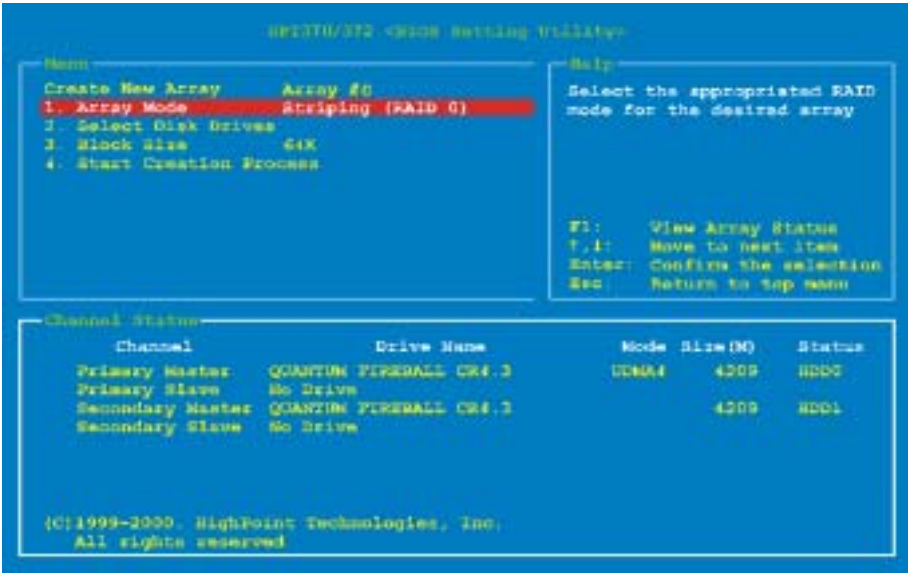 HPT370/372 <BIOS Setting Utility>
Menu
Create New Array Array #0
1. Array Mode Striping (RAID 0)
2. Select Disk Drives
3. Block Size 64K
4. Start Creation Process
Help
Select the appropriated RAID
mode for the desired array
F1: View Array Status
↑,↓: Move to next item
Enter: Confirm the selection
Esc: Return to top menu
Channel Status
Channel Drive Name Mode Size(M) Status
Primary Master QUANTUM FIREBALL CR4.3 UDMA4 4209 HDD0
Primary Slave No Drive
Secondary Master QUANTUM FIREBALL CR4.3 4209 HDD1
Secondary Slave No Drive
(C)1999-2000. HighPoint Technologies, Inc.
All rights reserved